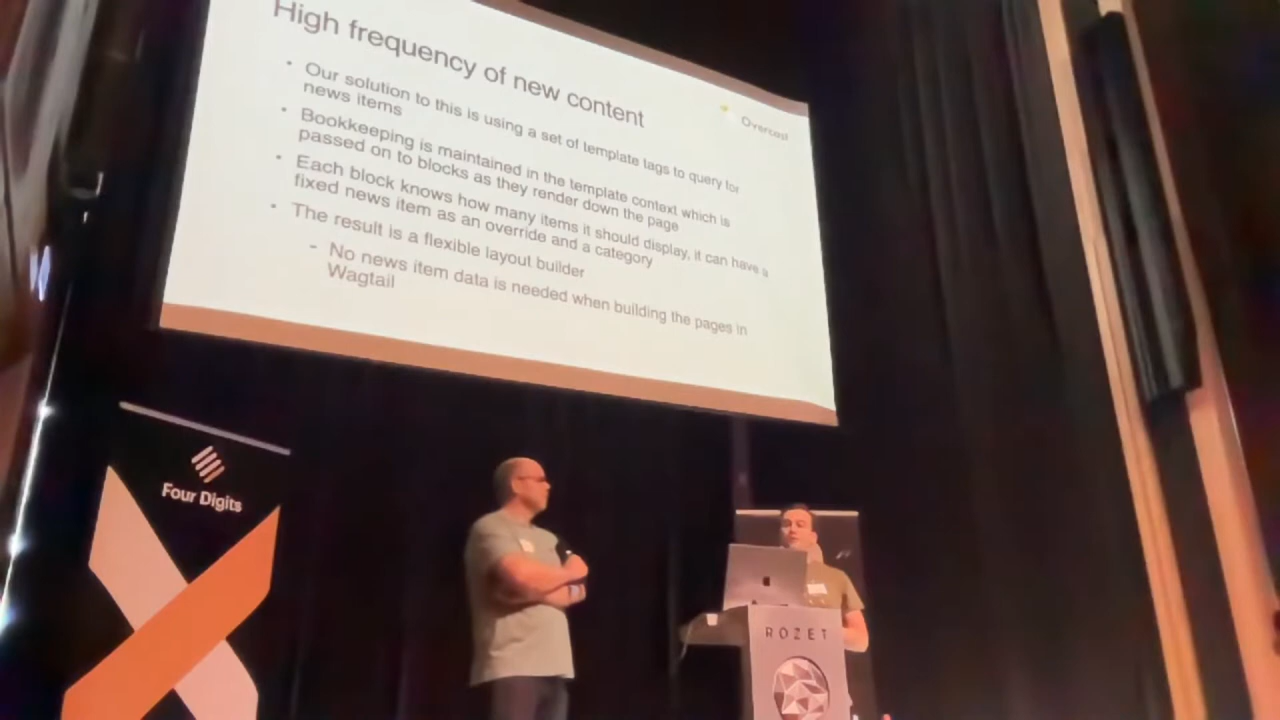 High frequency of new content
Overcast
• Our solution to this is using a set of template tags to query for
news items
• Bookkeeping is maintained in the template context which is
passed on to blocks as they render down the page
• Each block knows how many items it should display, it can have a
fixed news item as an override and a category
• The result is a flexible layout builder
- No news item data is needed when building the pages in
Wagtail
Four Digits
ROZET